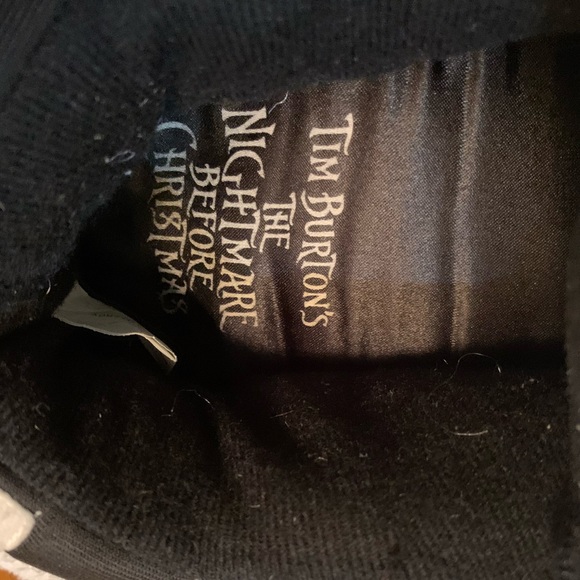 TIM BURTON'S
THE
NIGHTMARE
BEFORE
CHRISTMAS